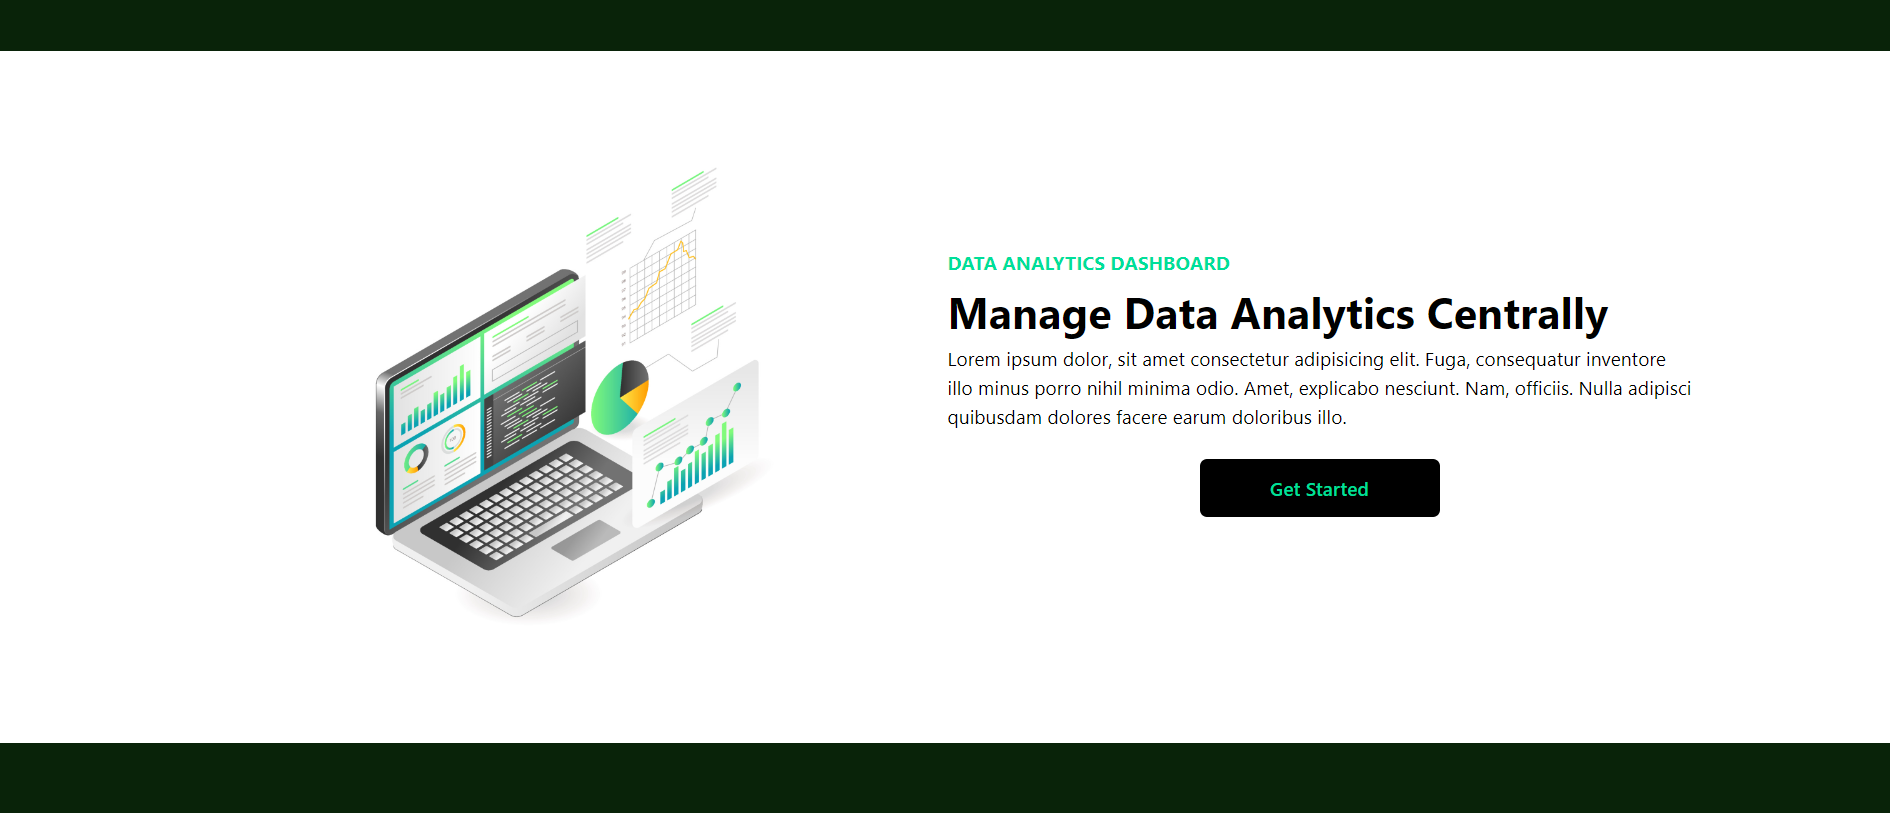 DATA ANALYTICS DASHBOARD
Manage Data Analytics Centrally
Lorem ipsum dolor, sit amet consectetur adipisicing elit. Fuga, consequatur inventore
illo minus porro nihil minima odio. Amet, explicabo nesciunt. Nam, officiis. Nulla adipisci
quibusdam dolores facere earum doloribus illo.
Get Started